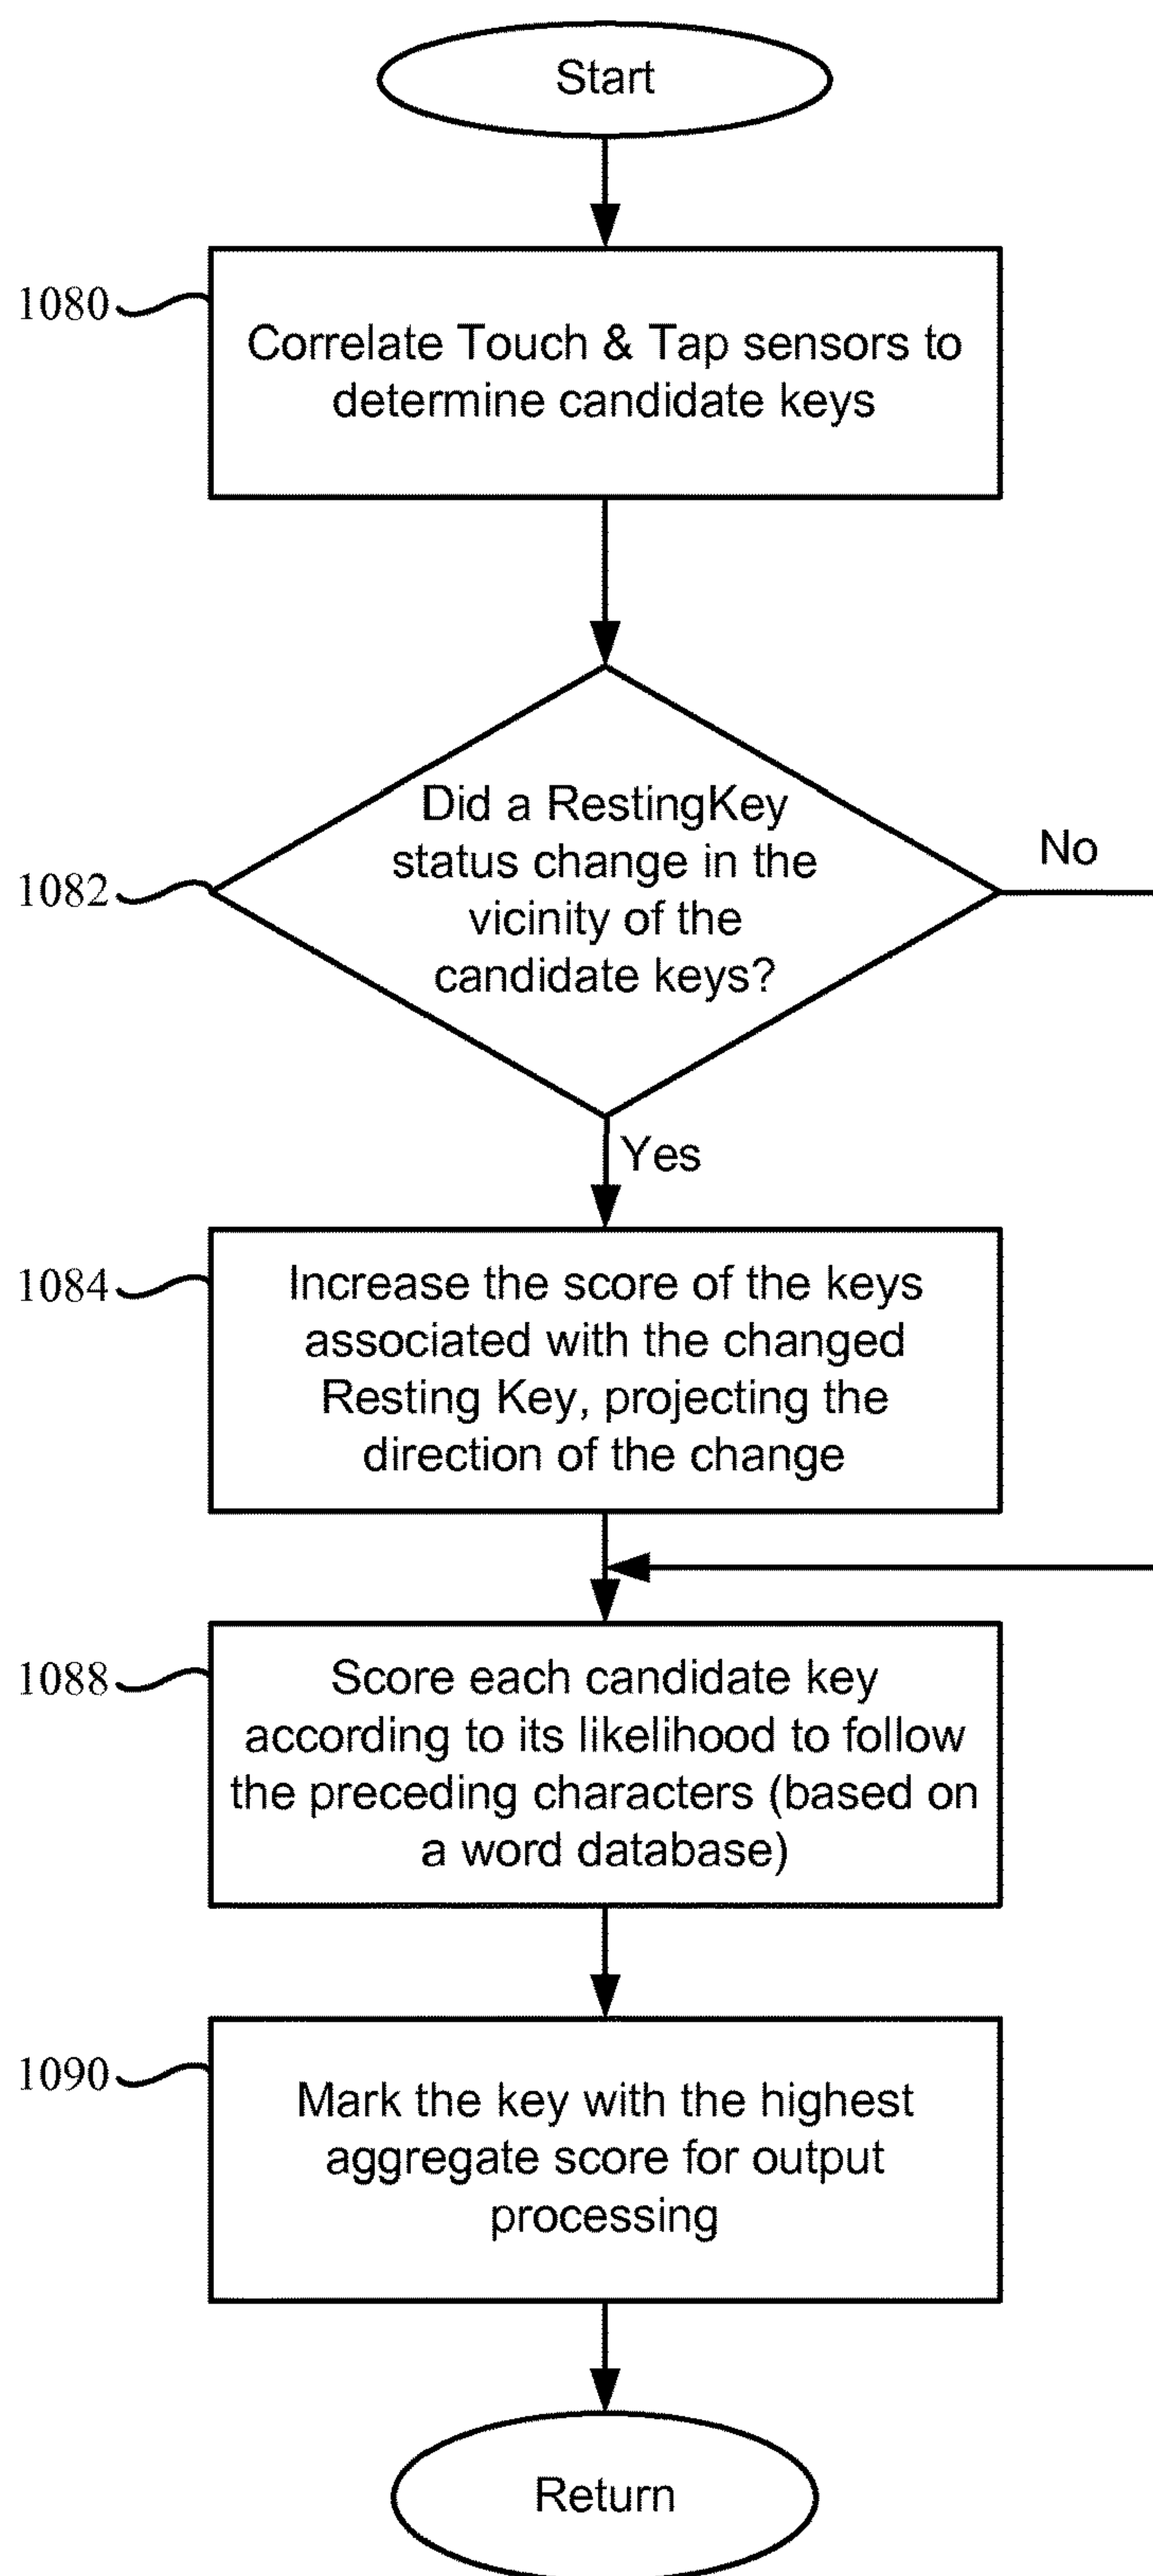 Start
1080
Correlate Touch & Tap sensors to
determine candidate keys
Did a RestingKey
status change in the
vicinity of the
candidate keys?
1082
No
Yes
1084
Increase the score of the keys
associated with the changed
Resting Key, projecting the
direction of the change
1088
Score each candidate key
according to its likelihood to follow
the preceding characters (based on
a word database)
1090
Mark the key with the highest
aggregate score for output
processing
Return